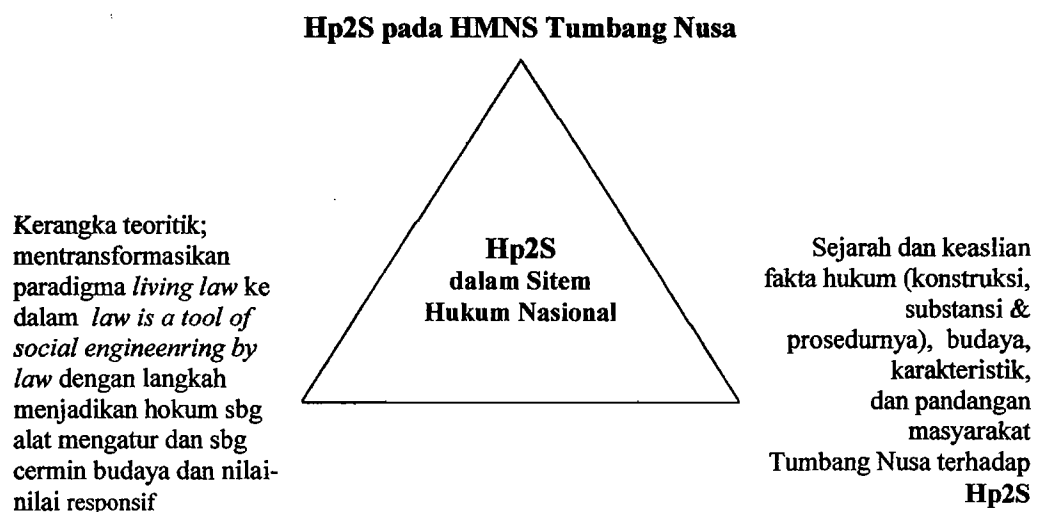 Hp2S pada HMNS Tumbang Nusa
Kerangka teoritik;
mentransformasikan
paradigma living law ke
dalam law is a tool of
social engineenring by
law dengan langkah
menjadikan hokum sbg
alat mengatur dan sbg
cermin budaya dan nilai-
nilai responsif
Hp2S
dalam Sitem
Hukum Nasional
Sejarah dan keaslian
fakta hukum (konstruksi,
substansi &
prosedurnya), budaya,
karakteristik,
dan pandangan
masyarakat
Tumbang Nusa terhadap
Hp2S